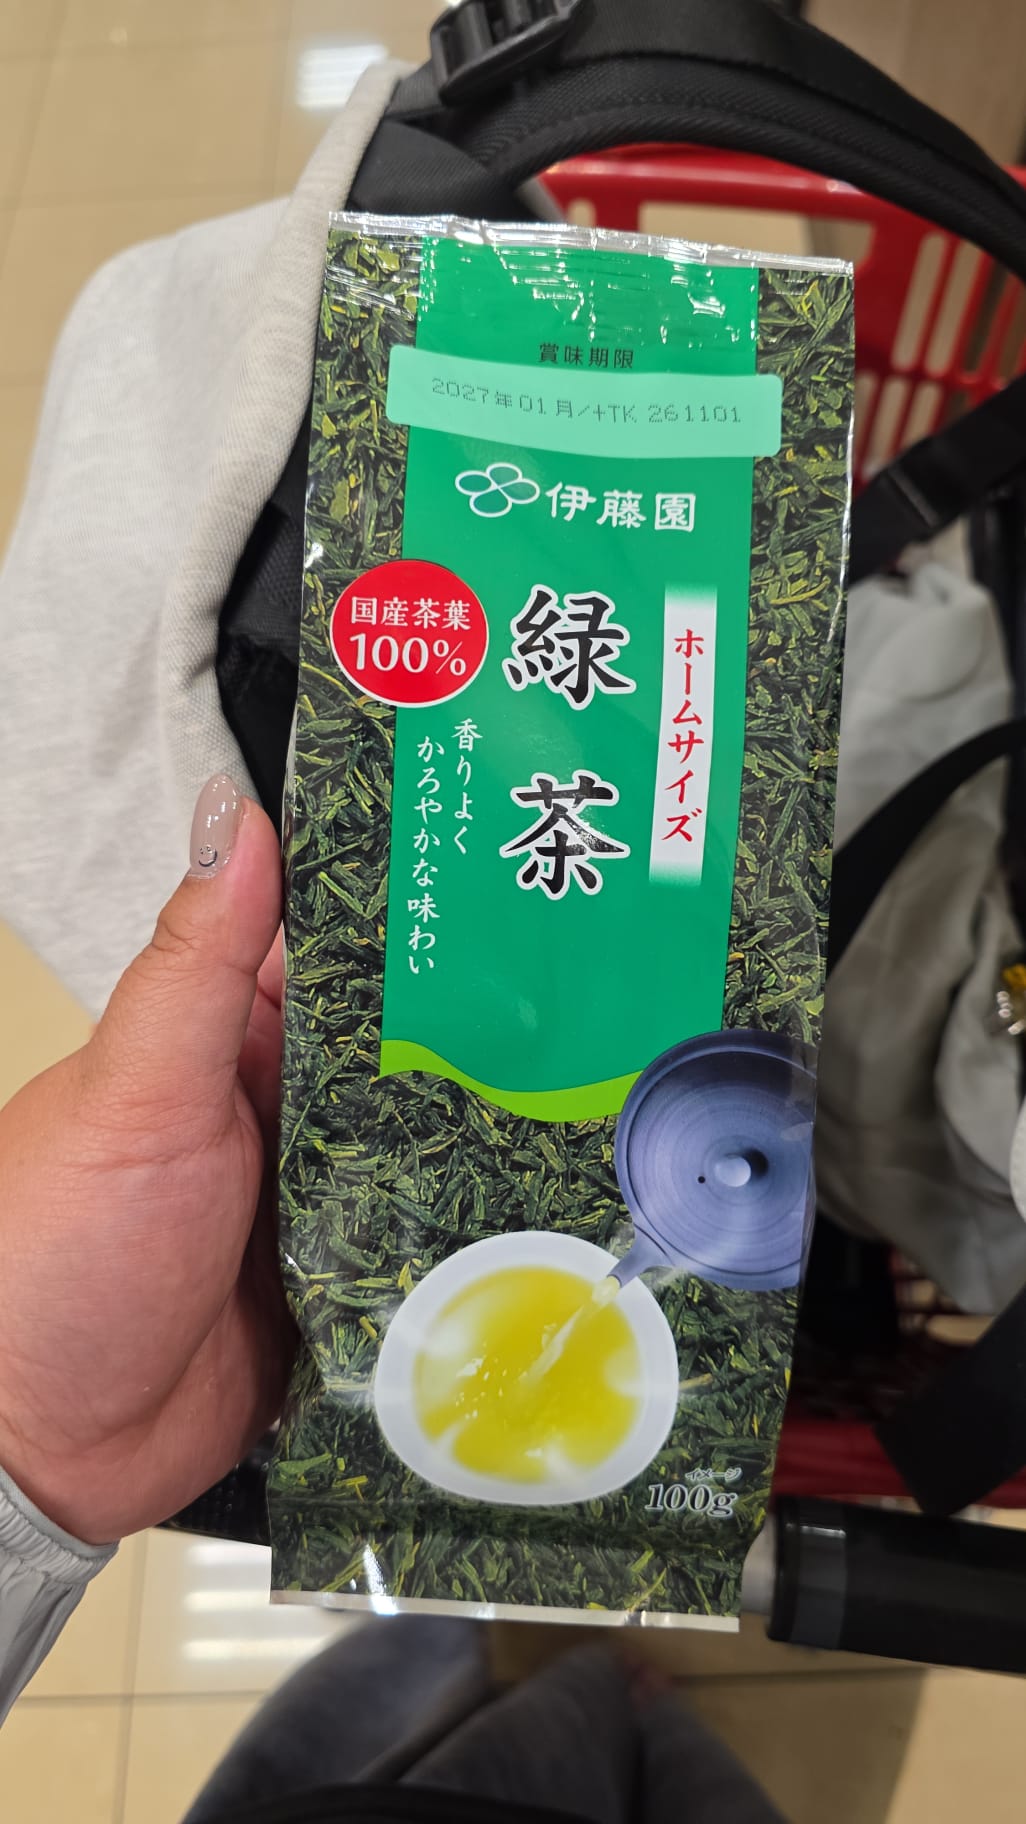 賞味期限
2027年01月/+TK 261101
伊藤園
国産茶葉
100%
緑茶
ホームサイズ
香りよく
かろやかな味わい
イメージ
100g